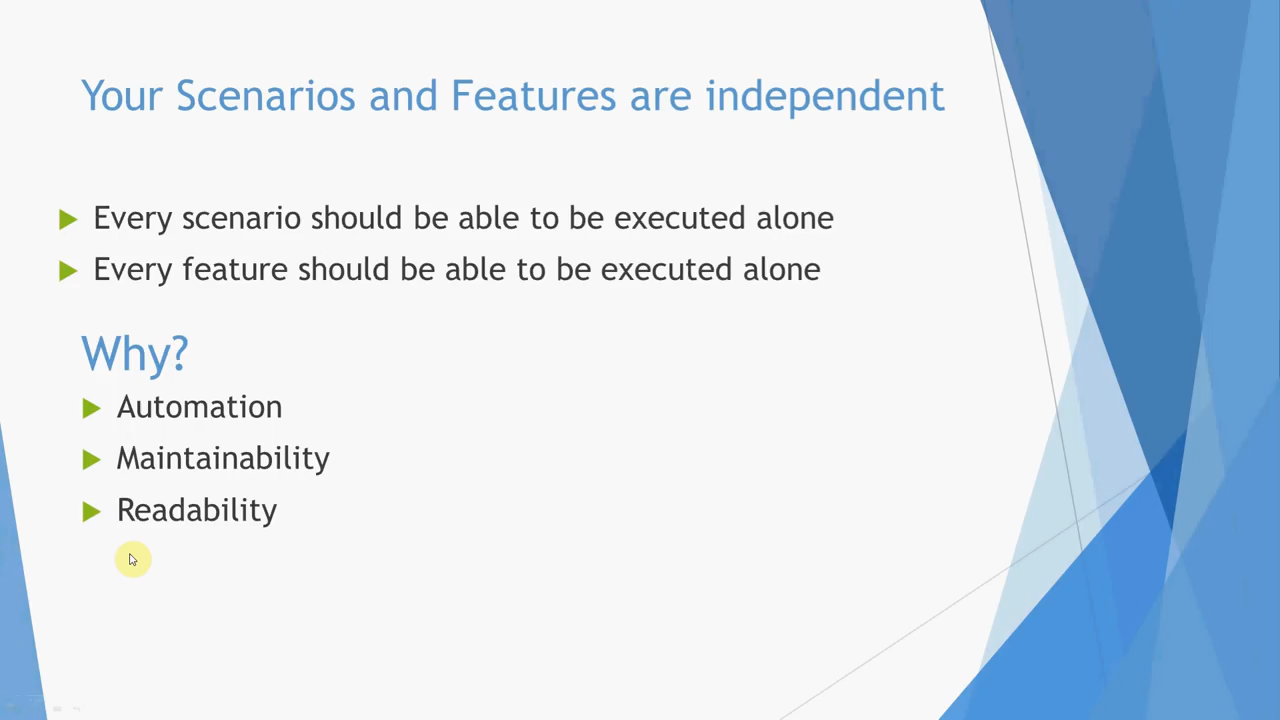 Your Scenarios and Features are independent
Every scenario should be able to be executed alone
Every feature should be able to be executed alone
Why?
Automation
Maintainability
Readability